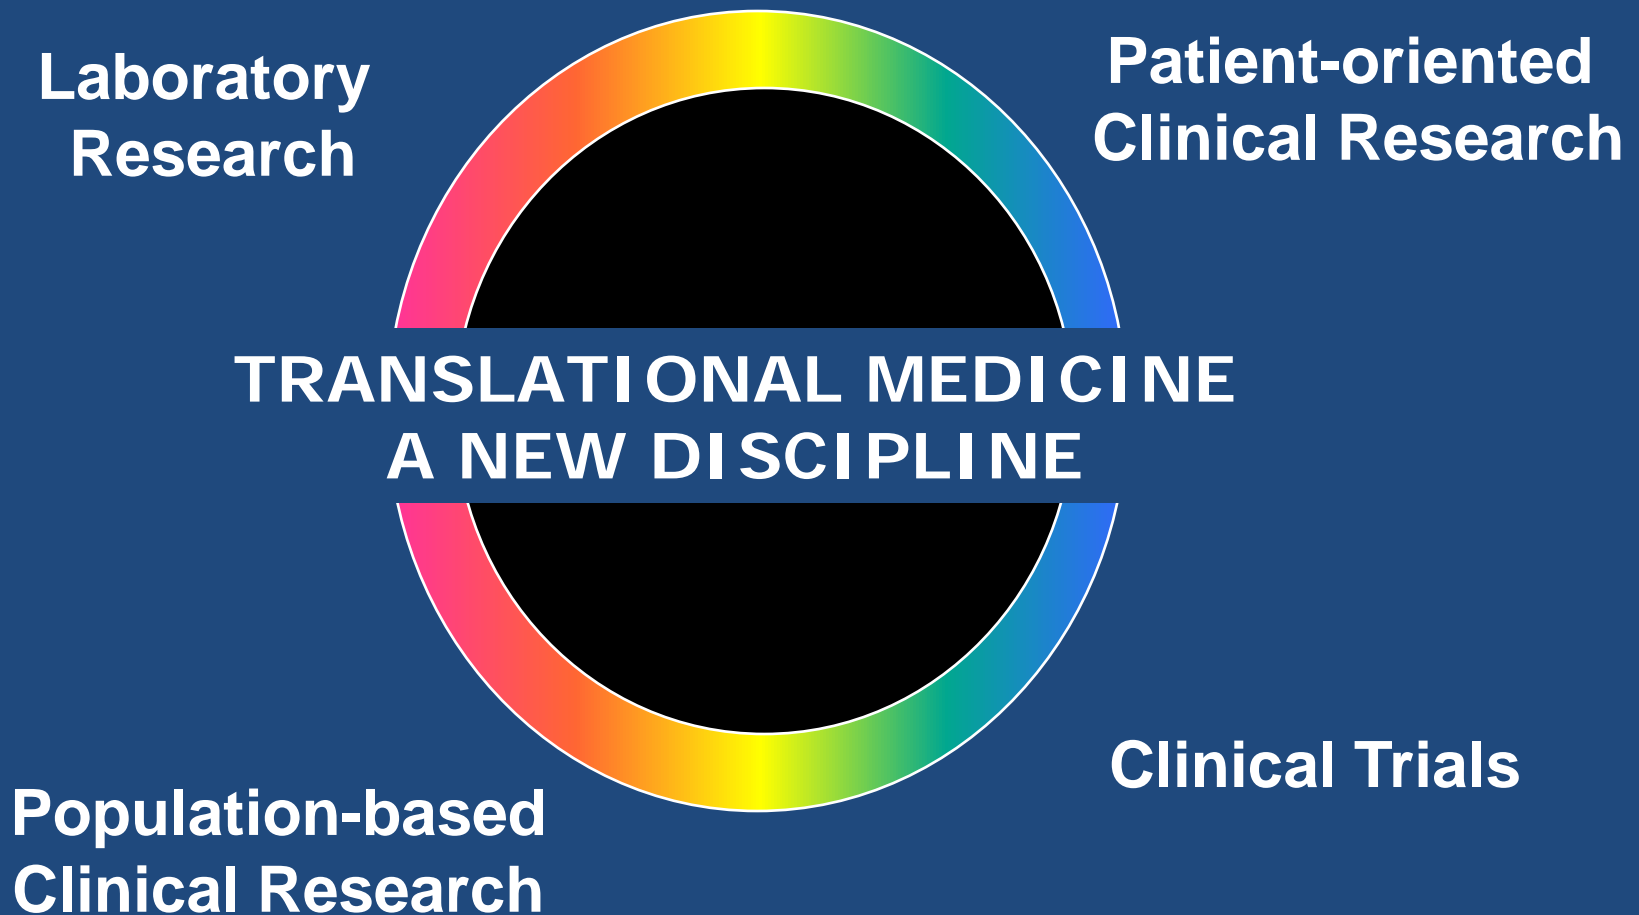 Laboratory
Research
Patient-oriented
Clinical Research
TRANSLATIONAL MEDICINE
A NEW DISCIPLINE
Clinical Trials
Population-based
Clinical Research